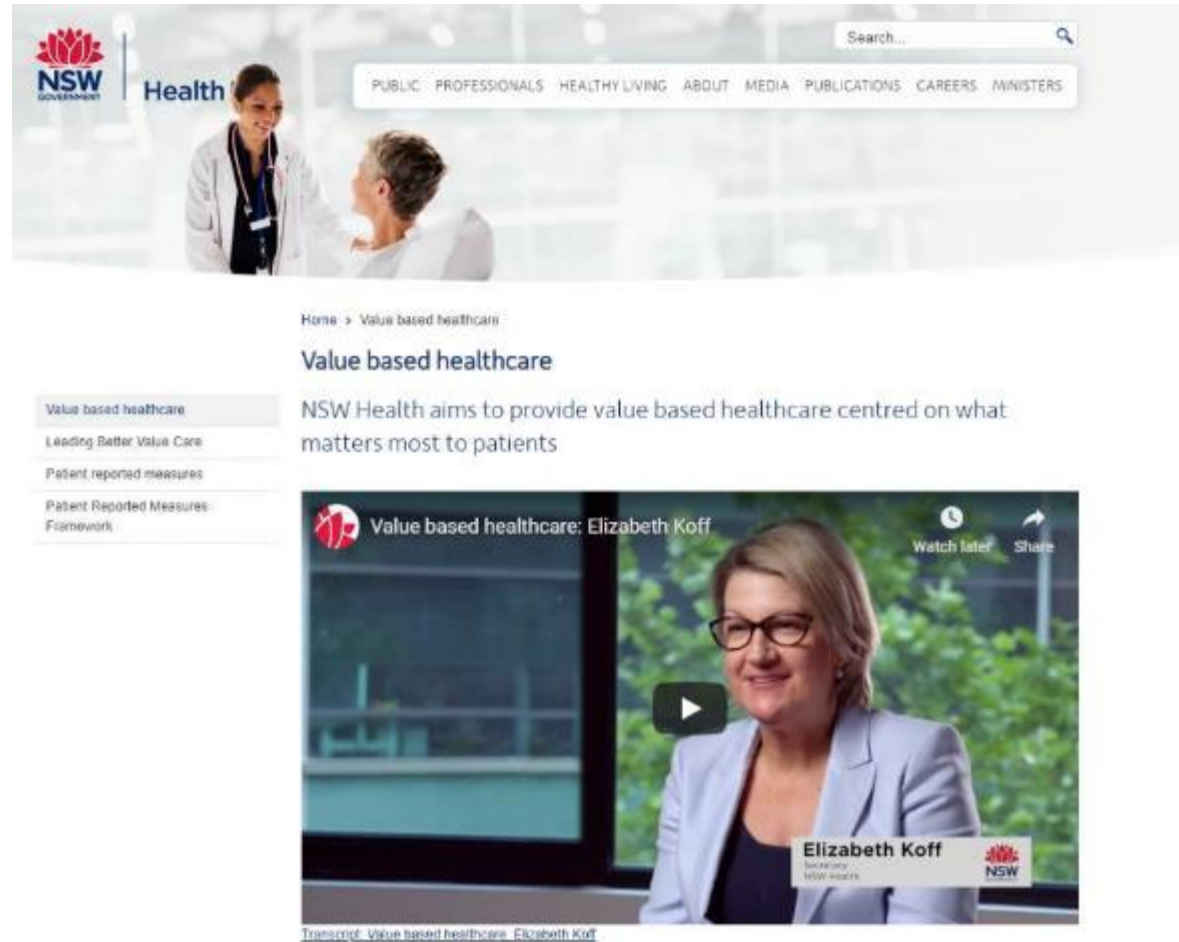 NSW
GOVERNMENT
Health
Search...
PUBLIC PROFESSIONALS HEALTHY LIVING ABOUT MEDIA PUBLICATIONS CAREERS MINISTERS
Home > Value based healthcare
Value based healthcare
Value based healthcare
Leading Better Value Care
Patient reported measures
Patient Reported Measures
Framework
NSW Health aims to provide value based healthcare centred on what
matters most to patients
Value based healthcare: Elizabeth Koff
Watch later
Share
Elizabeth Koff
Secretary
NSW Health
NSW
Transcript: Value based healthcare Elizabeth Koff